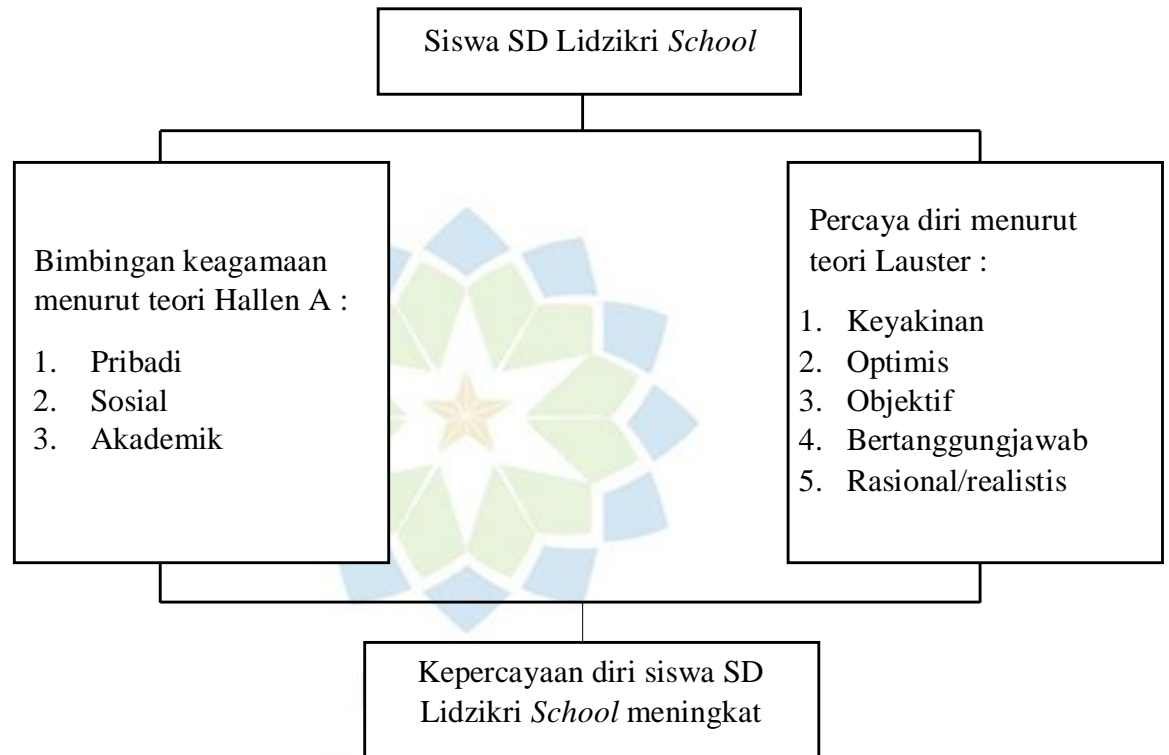 Siswa SD Lidzikri School
Bimbingan keagamaan
menurut teori Hallen A :
1. Pribadi
2. Sosial
3. Akademik
Percaya diri menurut
teori Lauster :
1. Keyakinan
2. Optimis
3. Objektif
4. Bertanggungjawab
5. Rasional/realistis
Kepercayaan diri siswa SD
Lidzikri School meningkat